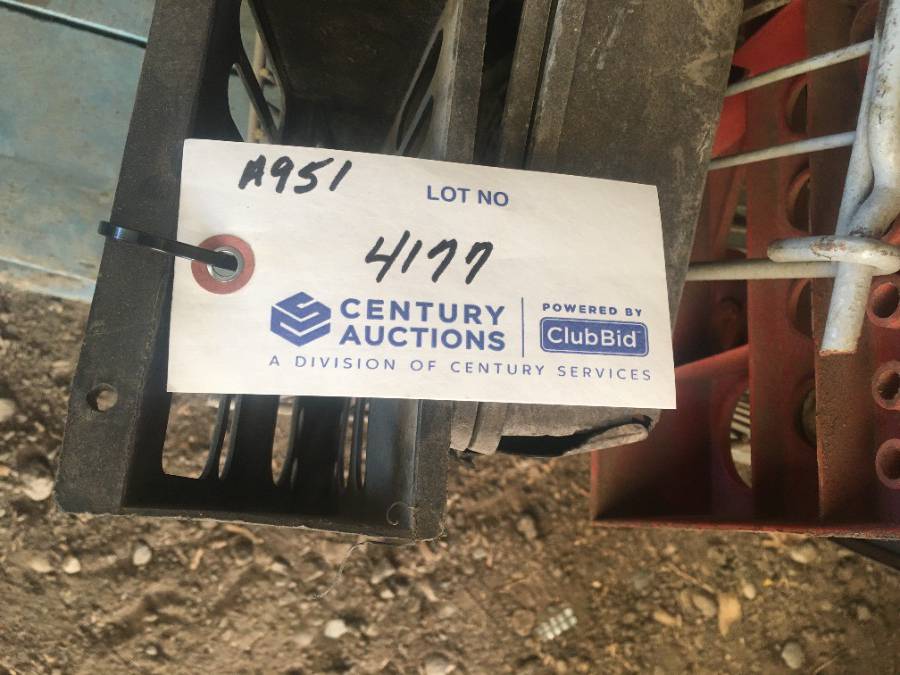 A951
LOT NO
4177
CENTURY AUCTIONS
POWERED BY
ClubBid
A DIVISION OF CENTURY SERVICES